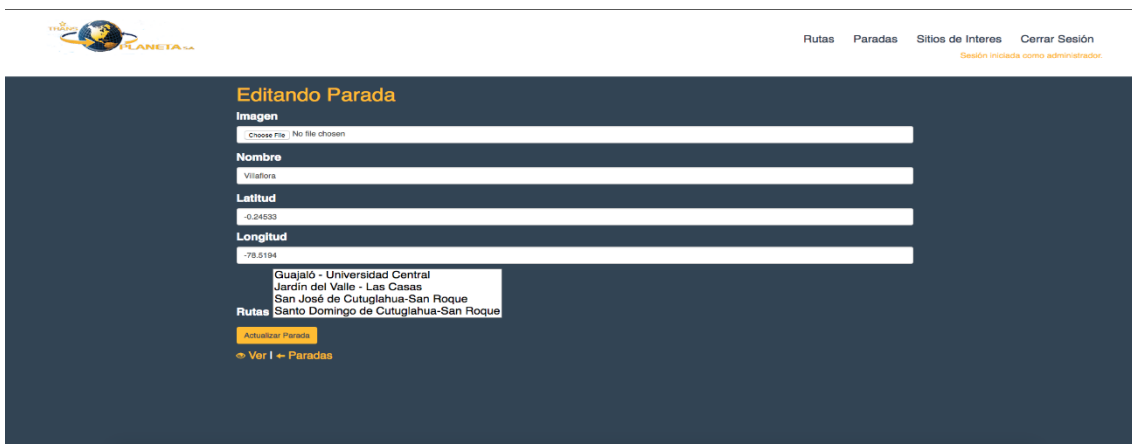 TRANS
PLANETA S.A.
Rutas Paradas Sitios de Interes Cerrar Sesión
Sesión iniciada como administrador
Editando Parada
Imagen
Choose File No file chosen
Nombre
Villaflora
Latitud
-0.24533
Longitud
-78.5194
Guajaló - Universidad Central
Jardín del Valle - Las Casas
San José de Cutuglahua-San Roque
Rutas Santo Domingo de Cutuglahua-San Roque
Actualizar Parada
Ver | ← Paradas